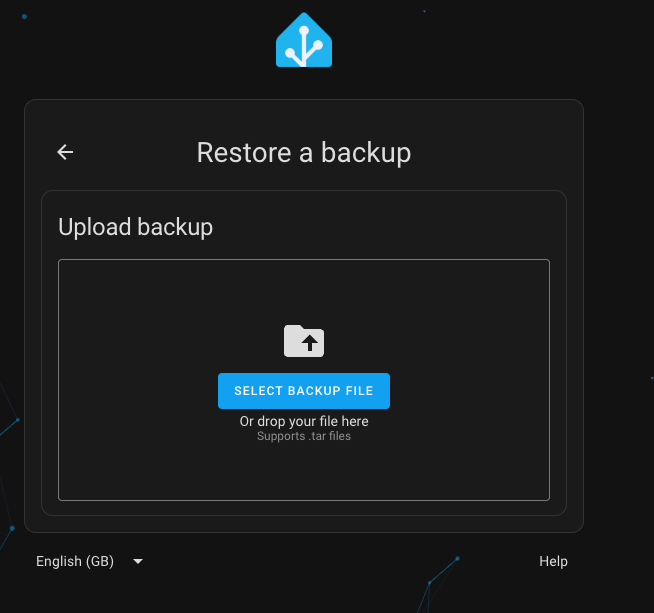 Restore a backup
Upload backup
SELECT BACKUP FILE
Or drop your file here
Supports .tar files
English (GB)
Help